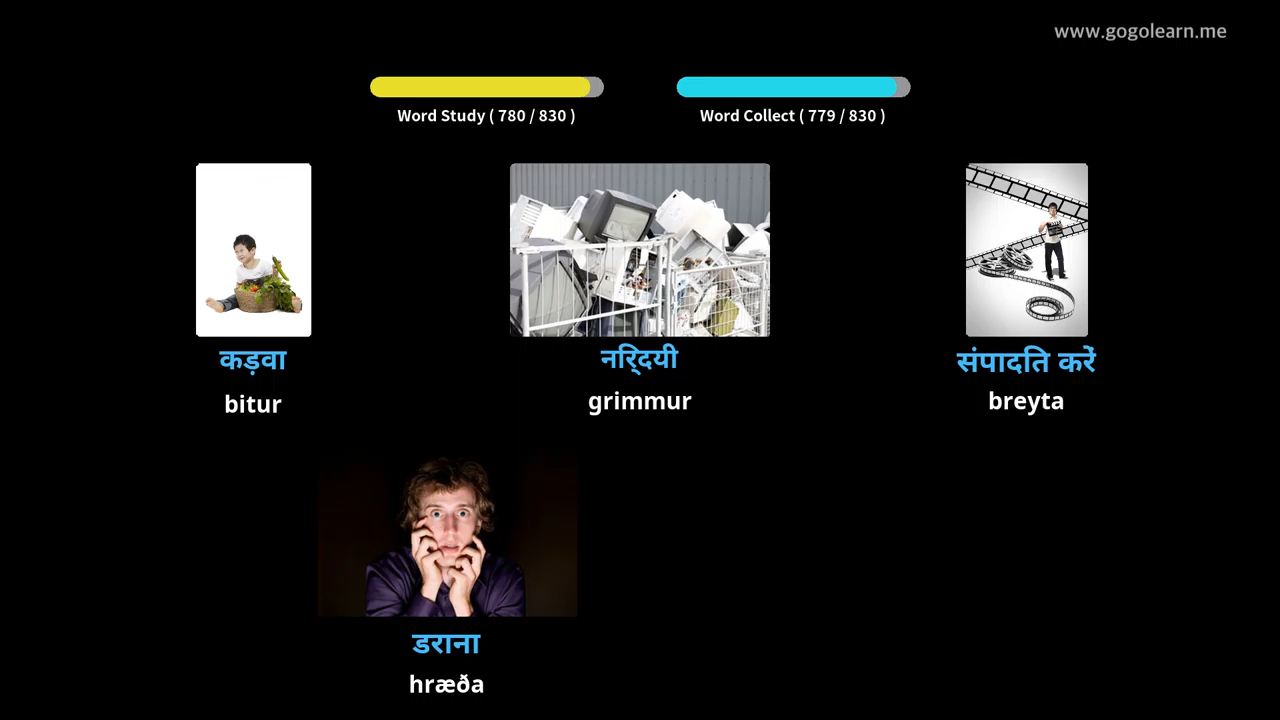 www.gogolearn.me
Word Study ( 780 / 830 )
Word Collect ( 779 / 830 )
कड़वा
नरि्दयी
संपादति करें
bitur
grimmur
breyta
डराना
hræða